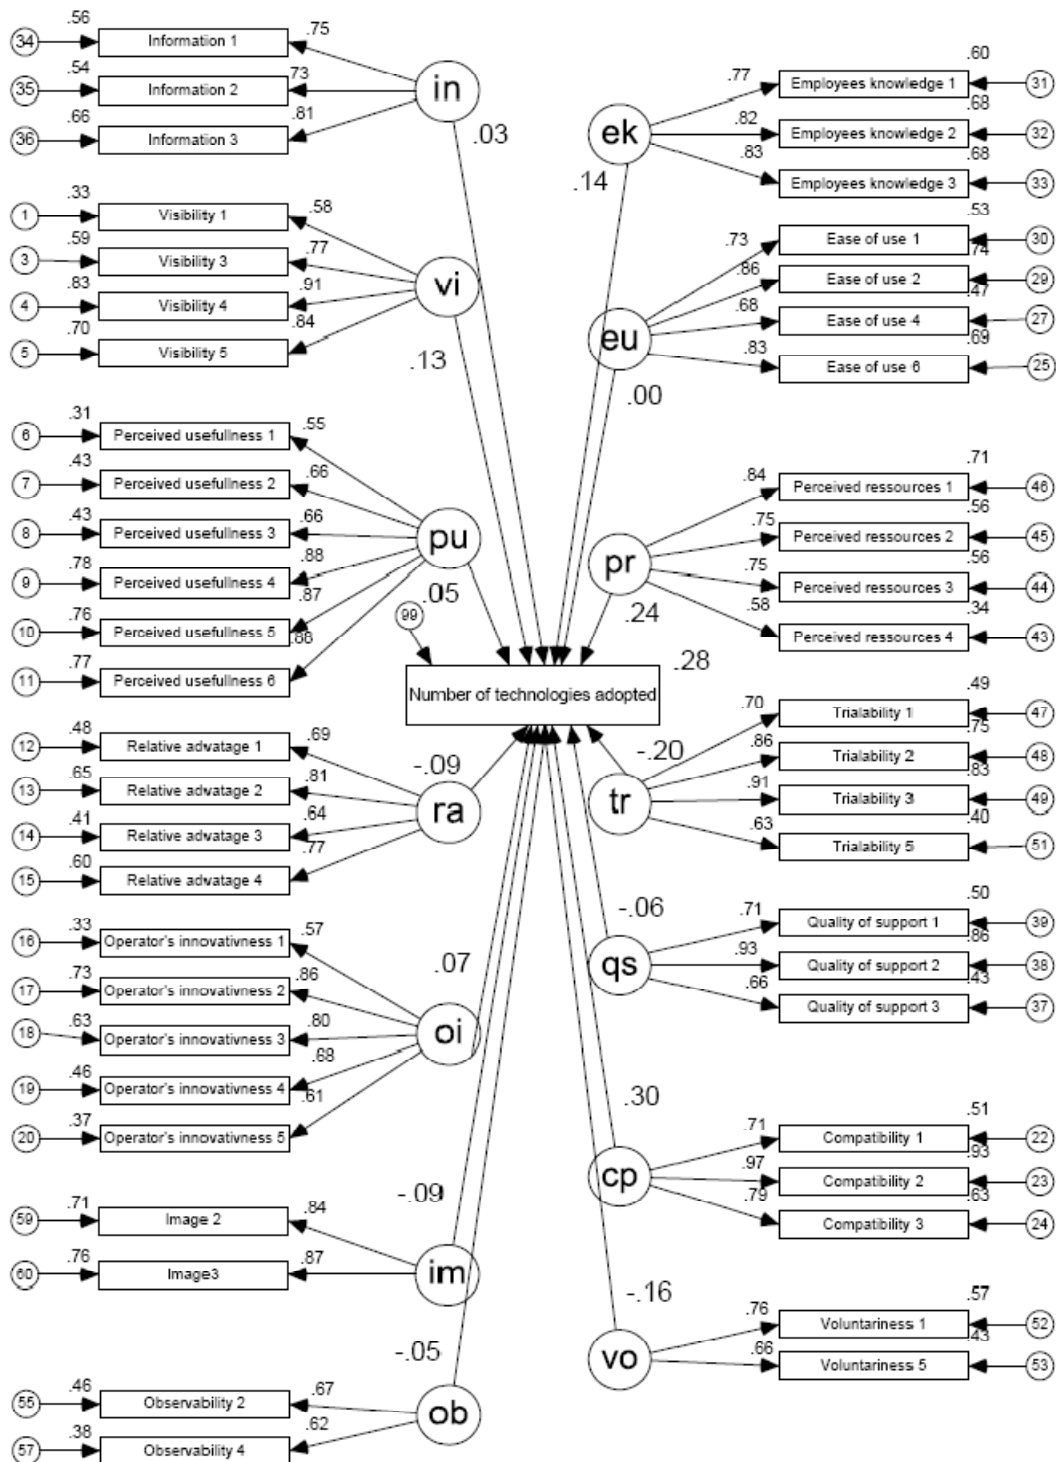 .56
34
Information 1
.75
.54
35
Information 2
.73
in
.66
36
Information 3
.81
.03
.33
1
Visibility 1
.58
.59
3
Visibility 3
.77
.83
4
Visibility 4
.91
vi
.70
5
Visibility 5
.84
.13
.31
6
Perceived usefullness 1
.55
.43
7
Perceived usefullness 2
.66
.43
8
Perceived usefullness 3
.66
pu
.78
9
Perceived usefullness 4
.88
.05
.76
10
Perceived usefullness 5
.87
.77
11
Perceived usefullness 6
.88
99
Number of technologies adopted
.28
.48
12
Relative advatage 1
.69
-.09
.65
13
Relative advatage 2
.81
ra
.41
14
Relative advatage 3
.64
.60
15
Relative advatage 4
.77
.33
16
Operator's innovativness 1
.57
.07
.73
17
Operator's innovativness 2
.86
.63
18
Operator's innovativness 3
.80
oi
.46
19
Operator's innovativness 4
.68
.37
20
Operator's innovativness 5
.61
-.09
.71
59
Image 2
.84
im
.76
60
Image3
.87
-.05
.46
55
Observability 2
.67
ob
.38
57
Observability 4
.62
ek
.14
.77
Employees knowledge 1
.60
31
.82
Employees knowledge 2
.68
32
.83
Employees knowledge 3
.68
33
eu
.00
.73
Ease of use 1
.53
30
.86
Ease of use 2
.74
29
.68
Ease of use 4
.47
27
.83
Ease of use 6
.69
25
pr
.24
.84
Perceived ressources 1
.71
46
.75
Perceived ressources 2
.56
45
.75
Perceived ressources 3
.56
44
.58
Perceived ressources 4
.34
43
-.20
tr
.70
Trialability 1
.49
47
.86
Trialability 2
.75
48
.91
Trialability 3
.83
49
.63
Trialability 5
.40
51
-.06
qs
.71
Quality of support 1
.50
39
.93
Quality of support 2
.86
38
.66
Quality of support 3
.43
37
.30
cp
.71
Compatibility 1
.51
22
.97
Compatibility 2
.93
23
.79
Compatibility 3
.63
24
-.16
vo
.76
Voluntariness 1
.57
52
.66
Voluntariness 5
.43
53